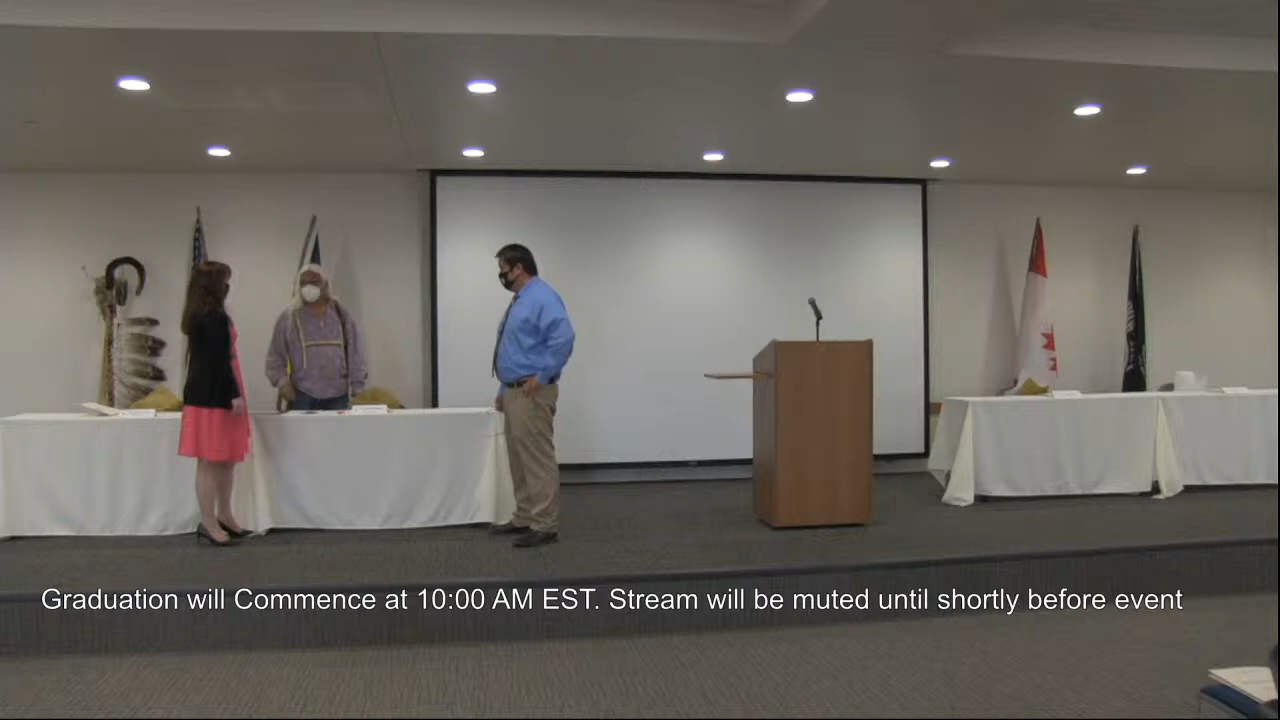 Graduation will Commence at 10:00 AM EST. Stream will be muted until shortly before event